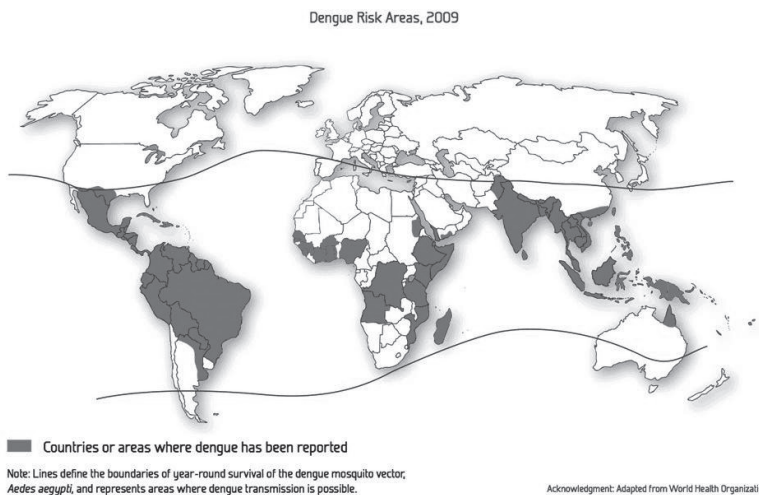 Dengue Risk Areas, 2009
Countries or areas where dengue has been reported
Note: Lines define the boundaries of year-round survival of the dengue mosquito vector,
Aedes aegypti, and represents areas where dengue transmission is possible.
Acknowledgment: Adapted from World Health Organizati